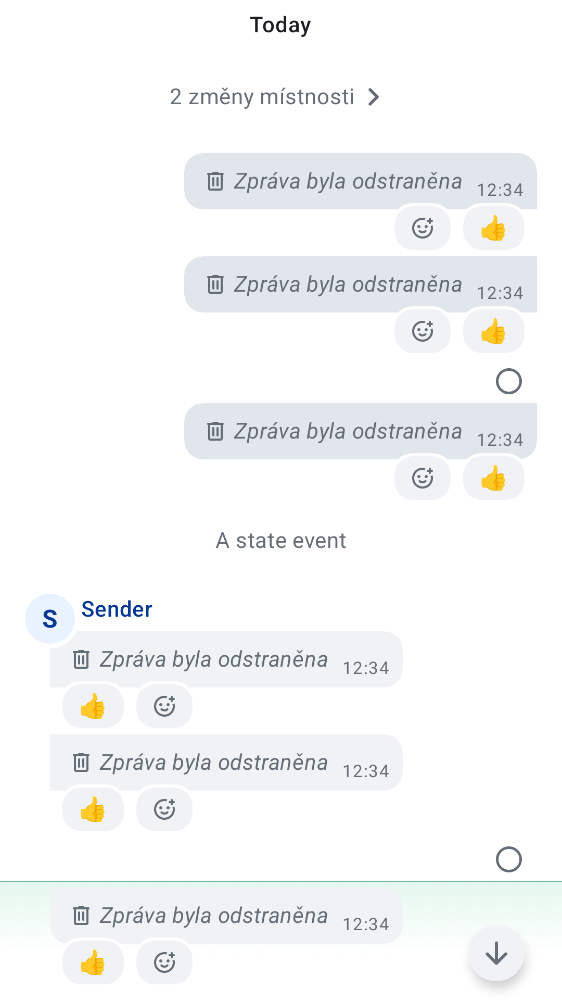 Today
2 změny místnosti
Zpráva byla odstraněna 12:34
👍
Zpráva byla odstraněna 12:34
👍
Zpráva byla odstraněna 12:34
👍
A state event
S Sender
Zpráva byla odstraněna 12:34
👍
Zpráva byla odstraněna 12:34
👍
Zpráva byla odstraněna 12:34
👍